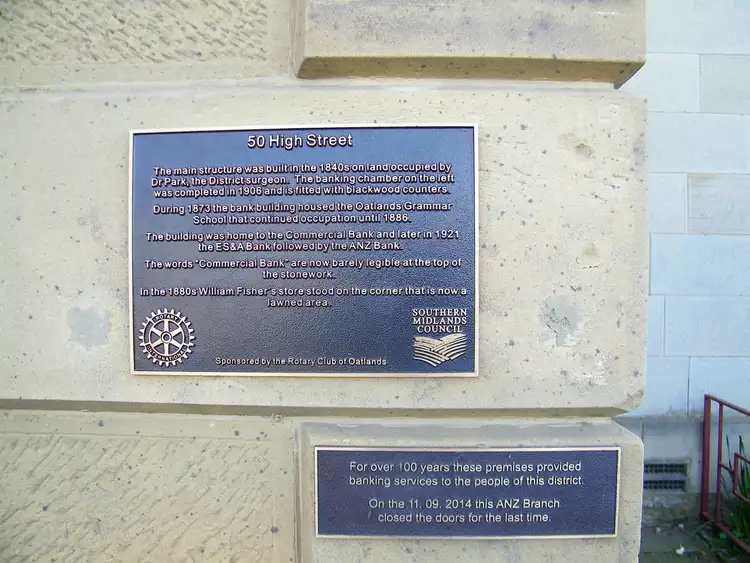 50 High Street
The main structure was built in the 1840s on land occupied by
Dr Park, the District surgeon. The banking chamber on the left
was completed in 1906 and is fitted with blackwood counters.
During 1873 the bank building housed the Oatlands Grammar
School that continued occupation until 1886.
The building was home to the Commercial Bank and later in 1921
the ES&A Bank followed by the ANZ Bank.
The words "Commercial Bank" are now barely legible at the top of
the stonework.
In the 1880s William Fisher's store stood on the corner that is now a
lawned area.
ROTARY
INTERNATIONAL
Sponsored by the Rotary Club of Oatlands
SOUTHERN
MIDLANDS
COUNCIL
For over 100 years these premises provided
banking services to the people of this district.
On the 11. 09. 2014 this ANZ Branch
closed the doors for the last time.